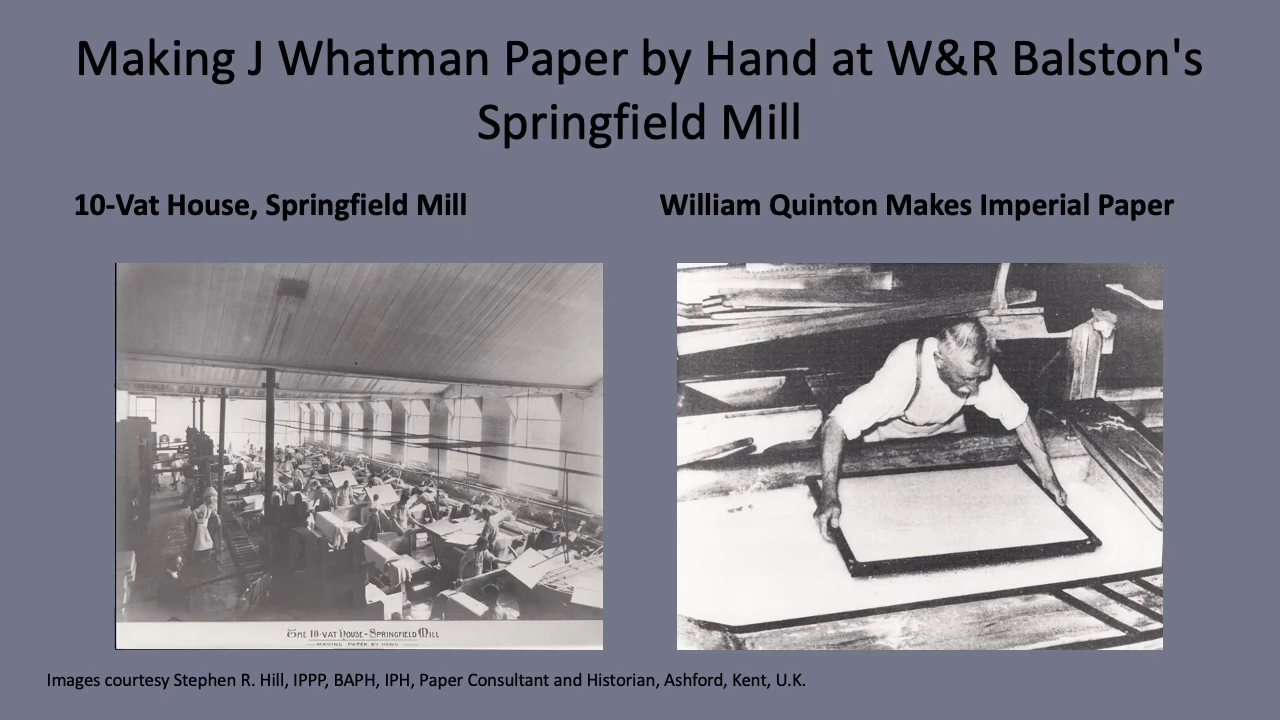 Making J Whatman Paper by Hand at W&R Balston's
Springfield Mill
10-Vat House, Springfield Mill
William Quinton Makes Imperial Paper
THE 10-VAT HOUSE - SPRINGFIELD MILL
MAKING PAPER BY HAND
Images courtesy Stephen R. Hill, IPPP, BAPH, IPH, Paper Consultant and Historian, Ashford, Kent, U.K.